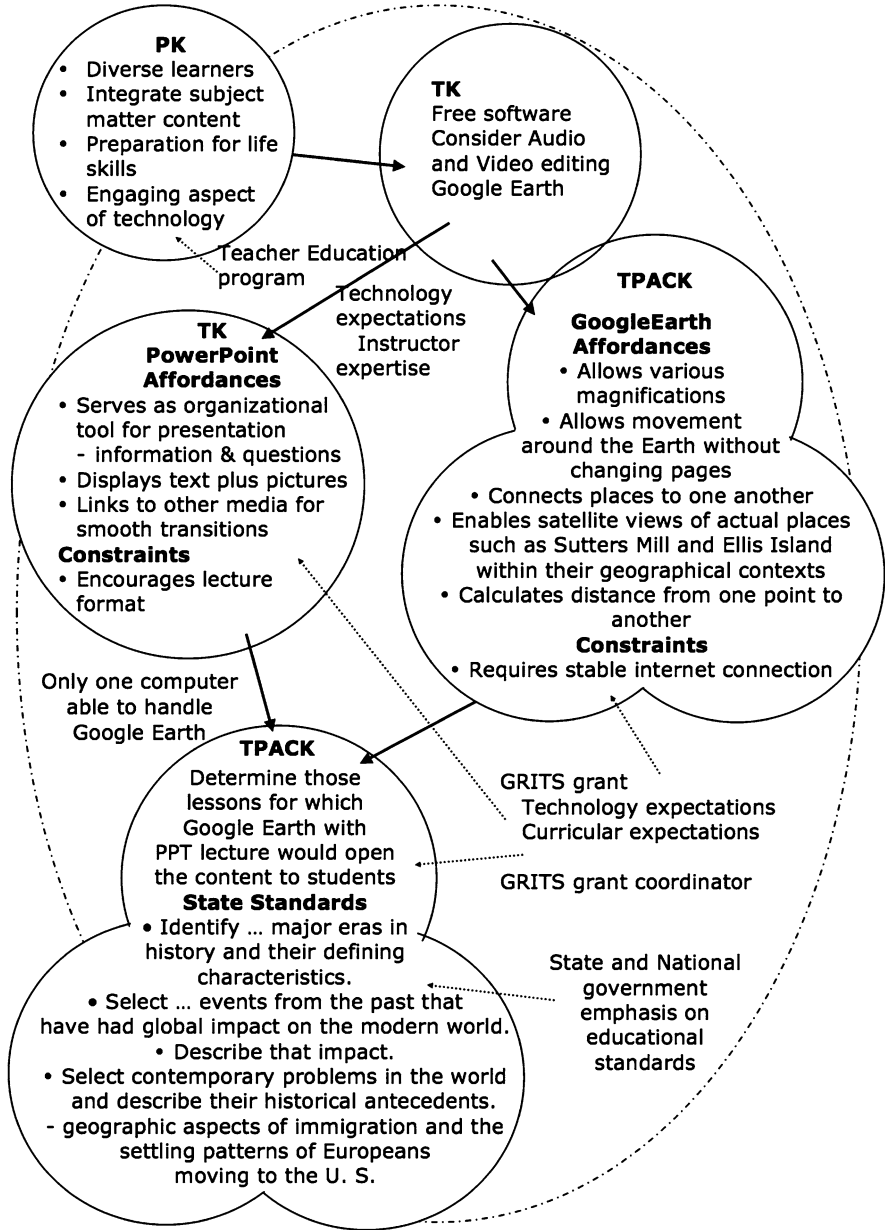 PK
• Diverse learners
• Integrate subject
matter content
• Preparation for life
skills
• Engaging aspect
of technology
TK
Free software
Consider Audio
and Video editing
Google Earth
Teacher Education
program
Technology
expectations
Instructor
expertise
TPACK
GoogleEarth
Affordances
• Allows various
magnifications
• Allows movement
around the Earth without
changing pages
• Connects places to one another
• Enables satellite views of actual places
such as Sutters Mill and Ellis Island
within their geographical contexts
• Calculates distance from one point to
another
Constraints
• Requires stable internet connection
TK
PowerPoint
Affordances
• Serves as organizational
tool for presentation
- information & questions
• Displays text plus pictures
• Links to other media for
smooth transitions
Constraints
• Encourages lecture
format
Only one computer
able to handle
Google Earth
TPACK
Determine those
lessons for which
Google Earth with
PPT lecture would open
the content to students
State Standards
• Identify ... major eras in
history and their defining
characteristics.
• Select ... events from the past that
have had global impact on the modern world.
• Describe that impact.
• Select contemporary problems in the world
and describe their historical antecedents.
- geographic aspects of immigration and the
settling patterns of Europeans
moving to the U. S.
GRITS grant
Technology expectations
Curricular expectations
GRITS grant coordinator
State and National
government
emphasis on
educational
standards